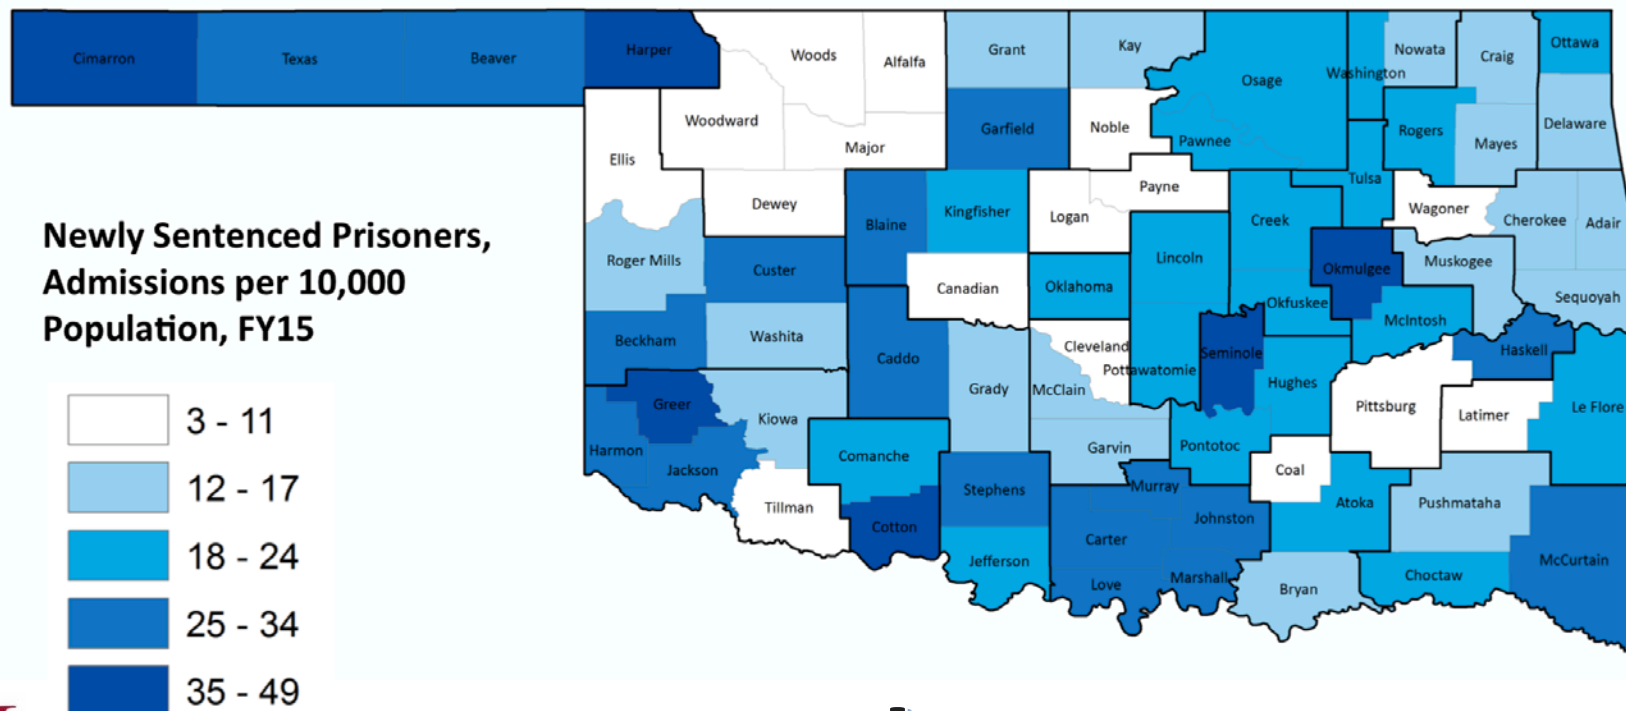 Cimarron
Texas
Beaver
Harper
Woods
Alfalfa
Grant
Kay
Osage
Washington
Nowata
Craig
Ottawa
Woodward
Major
Garfield
Noble
Pawnee
Rogers
Mayes
Delaware
Ellis
Dewey
Blaine
Kingfisher
Logan
Payne
Creek
Tulsa
Wagoner
Cherokee
Adair
Newly Sentenced Prisoners,
Admissions per 10,000
Population, FY15
Roger Mills
Custer
Canadian
Oklahoma
Lincoln
Okmulgee
Muskogee
Sequoyah
Okfuskee
McIntosh
Beckham
Washita
Caddo
Grady
Cleveland
McClain
Pottawatomie
Seminole
Hughes
Haskell
Pittsburg
Latimer
Le Flore
Greer
Kiowa
Harmon
Jackson
Comanche
Garvin
Pontotoc
Coal
Tillman
Cotton
Stephens
Murray
Johnston
Atoka
Pushmataha
Jefferson
Carter
Love
Marshall
Bryan
Choctaw
McCurtain
3 - 11
12 - 17
18 - 24
25 - 34
35 - 49